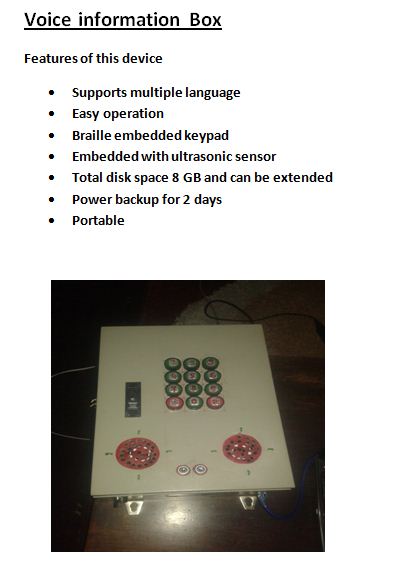 Voice information Box
Features of this device
• Supports multiple language
• Easy operation
• Braille embedded keypad
• Embedded with ultrasonic sensor
• Total disk space 8 GB and can be extended
• Power backup for 2 days
• Portable